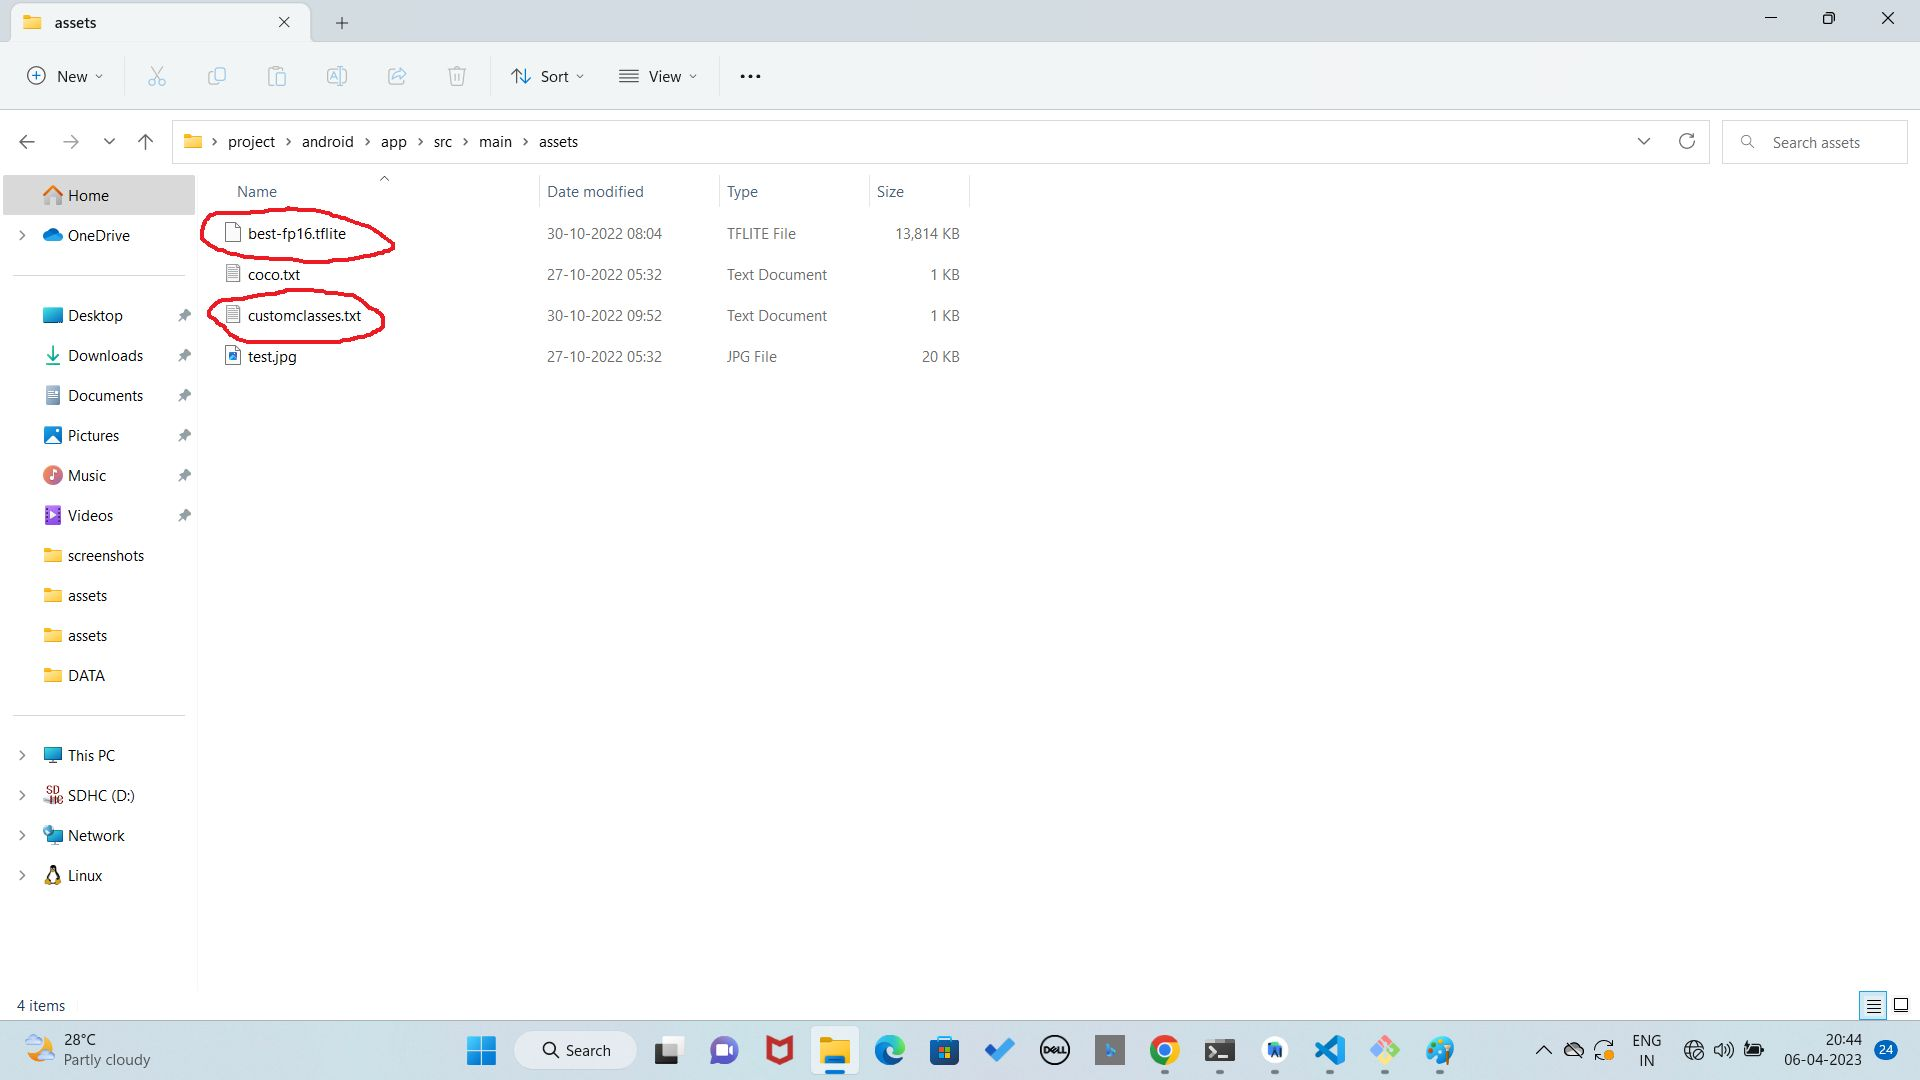 assets
New
Sort
View
project
android
app
src
main
assets
Search assets
Name
Date modified
Type
Size
best-fp16.tflite
30-10-2022 08:04
TFLITE File
13,814 KB
coco.txt
27-10-2022 05:32
Text Document
1 KB
customclasses.txt
30-10-2022 09:52
Text Document
1 KB
test.jpg
27-10-2022 05:32
JPG File
20 KB
Home
OneDrive
Desktop
Downloads
Documents
Pictures
Music
Videos
screenshots
assets
assets
DATA
This PC
SD
HC
SDHC (D:)
Network
Linux
4 items
28°C
Partly cloudy
Search
DELL
ENG
IN
20:44
06-04-2023
24